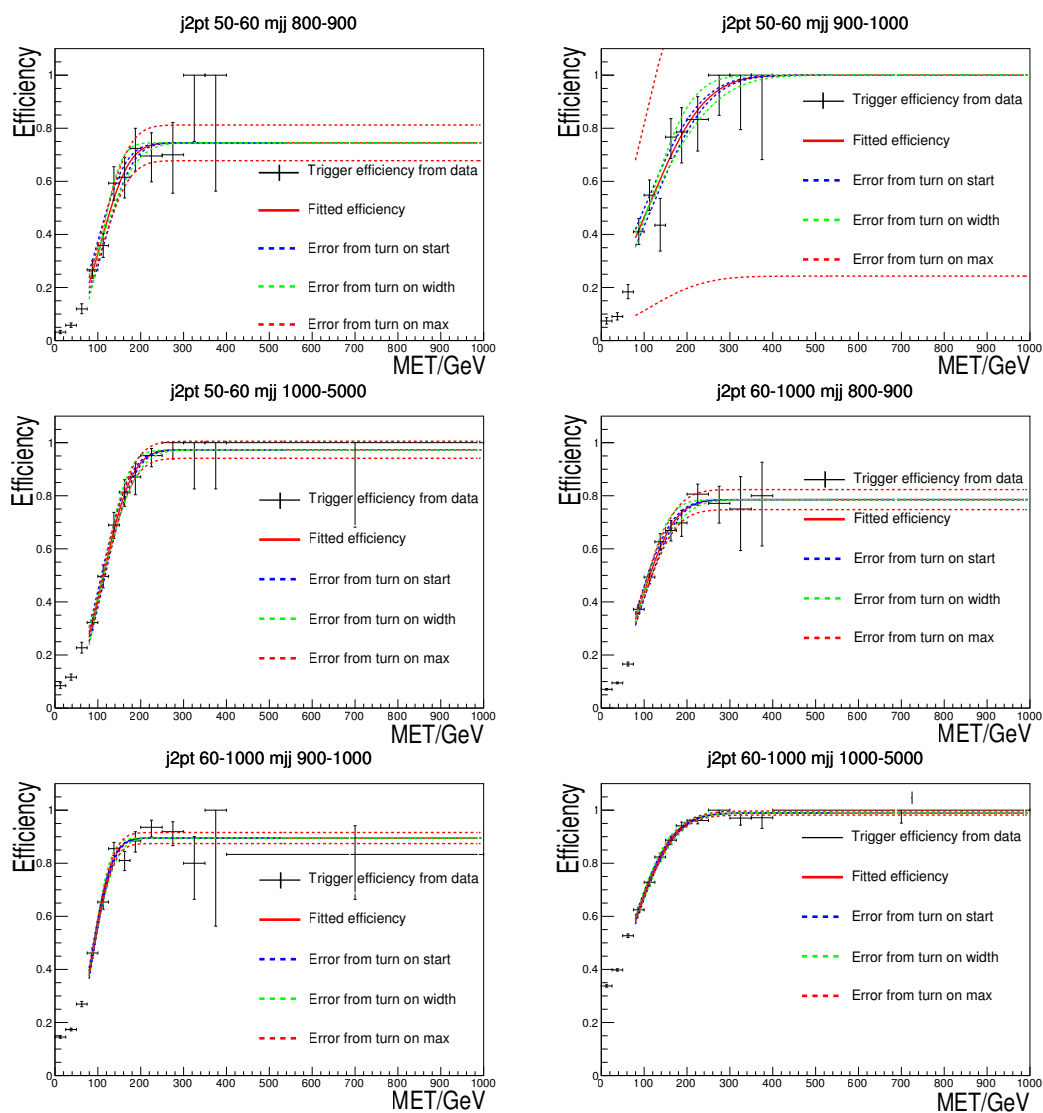 j2pt 50-60 mjj 800-900
Efficiency
1
0.8
0.6
0.4
0.2
0
Trigger efficiency from data
Fitted efficiency
Error from turn on start
Error from turn on width
Error from turn on max
0 100 200 300 400 500 600 700 800 900 1000
MET/GeV
j2pt 50-60 mjj 900-1000
Efficiency
1
0.8
0.6
0.4
0.2
0
Trigger efficiency from data
Fitted efficiency
Error from turn on start
Error from turn on width
Error from turn on max
0 100 200 300 400 500 600 700 800 900 1000
MET/GeV
j2pt 50-60 mjj 1000-5000
Efficiency
1
0.8
0.6
0.4
0.2
0
Trigger efficiency from data
Fitted efficiency
Error from turn on start
Error from turn on width
Error from turn on max
0 100 200 300 400 500 600 700 800 900 1000
MET/GeV
j2pt 60-1000 mjj 800-900
Efficiency
1
0.8
0.6
0.4
0.2
0
Trigger efficiency from data
Fitted efficiency
Error from turn on start
Error from turn on width
Error from turn on max
0 100 200 300 400 500 600 700 800 900 1000
MET/GeV
j2pt 60-1000 mjj 900-1000
Efficiency
1
0.8
0.6
0.4
0.2
0
Trigger efficiency from data
Fitted efficiency
Error from turn on start
Error from turn on width
Error from turn on max
0 100 200 300 400 500 600 700 800 900 1000
MET/GeV
j2pt 60-1000 mjj 1000-5000
Efficiency
1
0.8
0.6
0.4
0.2
0
Trigger efficiency from data
Fitted efficiency
Error from turn on start
Error from turn on width
Error from turn on max
0 100 200 300 400 500 600 700 800 900 1000
MET/GeV